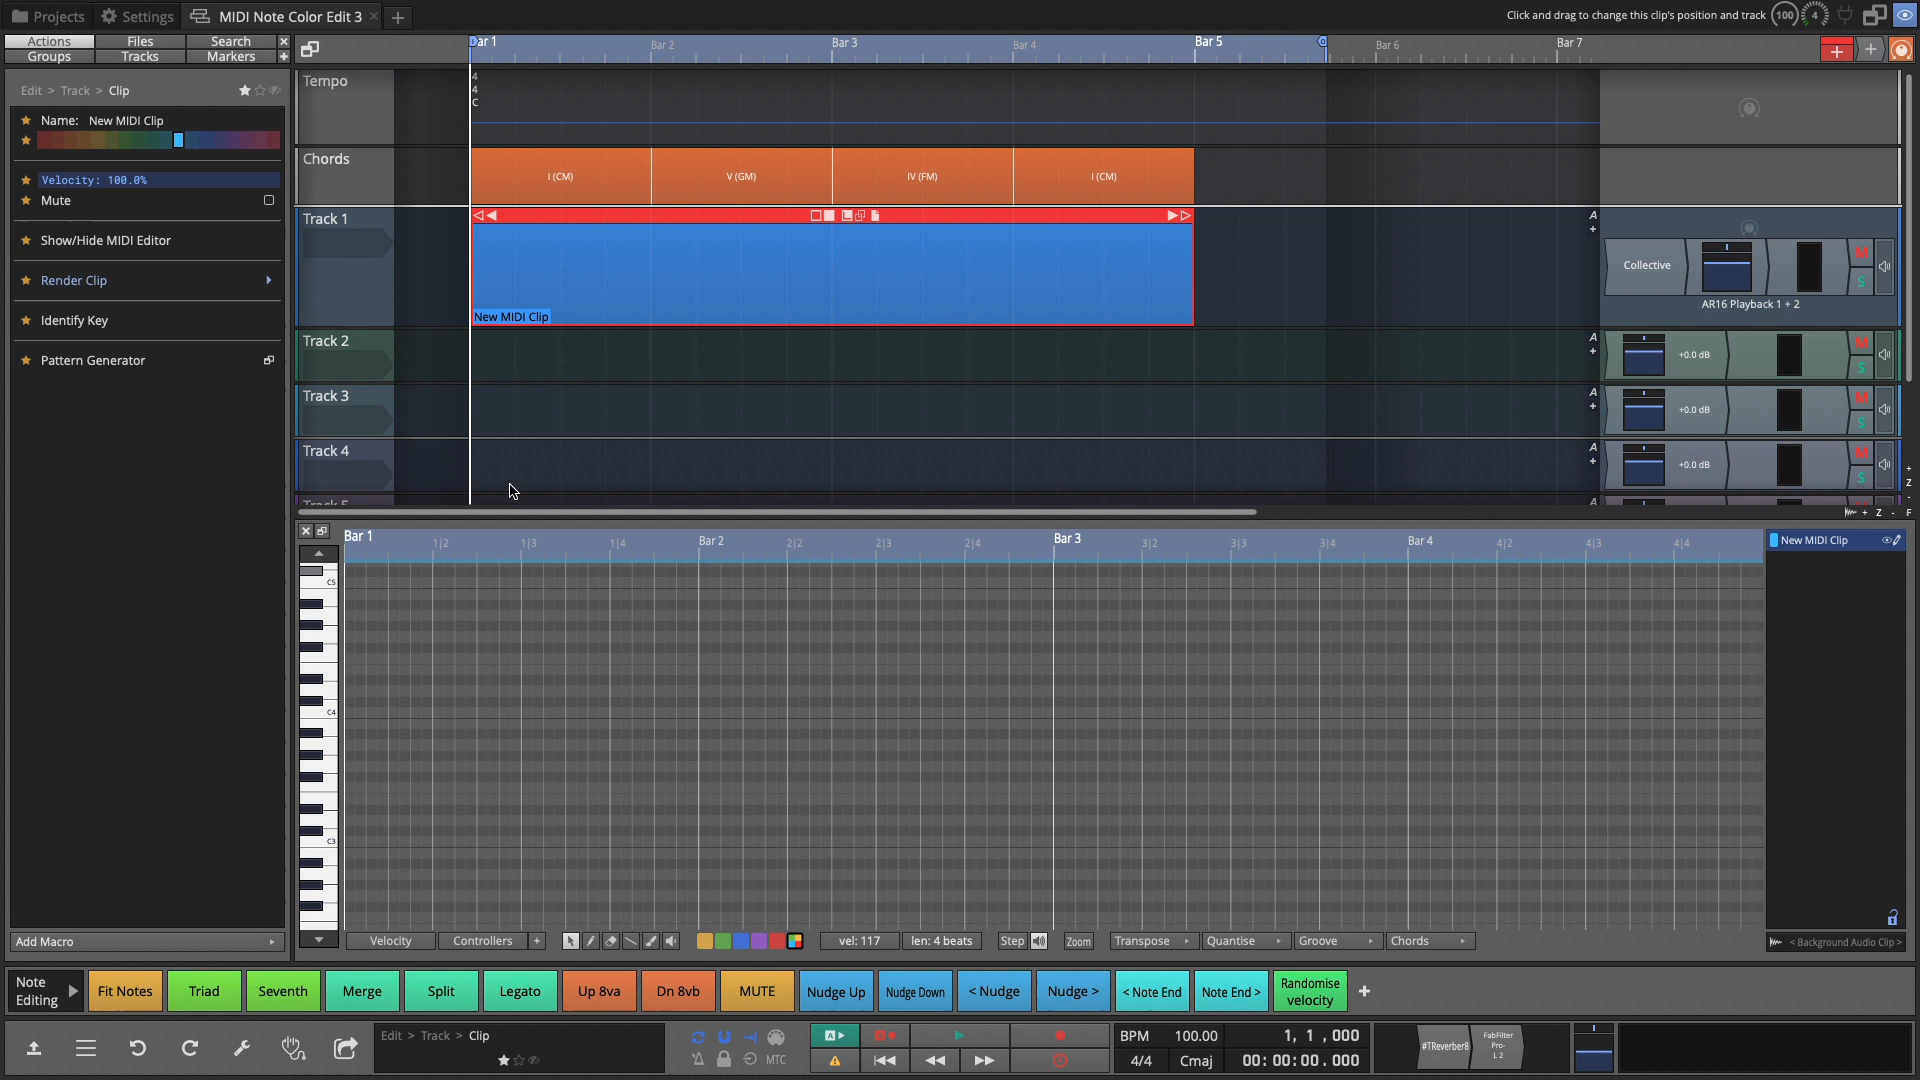 Projects
Settings
MIDI Note Color Edit 3
Click and drag to change this clip's position and track
100
4
Actions
Files
Search
Groups
Tracks
Markers
Bar 2
Bar 3
Bar 4
Bar 5
Bar 6
Bar 7
Edit > Track > Clip
Name: New MIDI Clip
Velocity: 100.0%
Mute
Show/Hide MIDI Editor
Render Clip
Identify Key
Pattern Generator
Add Macro
Tempo
4
4
C
Chords
I (CM)
V (GM)
IV (FM)
I (CM)
Track 1
New MIDI Clip
A
+
Collective
M
S
AR16 Playback 1 + 2
Track 2
A
+
+0.0 dB
M
S
Track 3
A
+
+0.0 dB
M
S
Track 4
A
+
+0.0 dB
M
S
+ Z - F
Bar 1
1|2
1|3
1|4
Bar 2
2|2
2|3
2|4
Bar 3
3|2
3|3
3|4
Bar 4
4|2
4|3
4|4
New MIDI Clip
C5
C4
C3
Velocity
Controllers
+
vel: 117
len: 4 beats
Step
Zoom
Transpose
Quantise
Groove
Chords
< Background Audio Clip >
Note Editing
Fit Notes
Triad
Seventh
Merge
Split
Legato
Up 8va
Dn 8vb
MUTE
Nudge Up
Nudge Down
< Nudge
Nudge >
< Note End
Note End >
Randomise velocity
+
Edit > Track > Clip
MTC
BPM 100.00
1, 1 ,000
4/4 Cmaj
00: 00: 00 .000
#TReverber8
FabFilter Pro-L 2